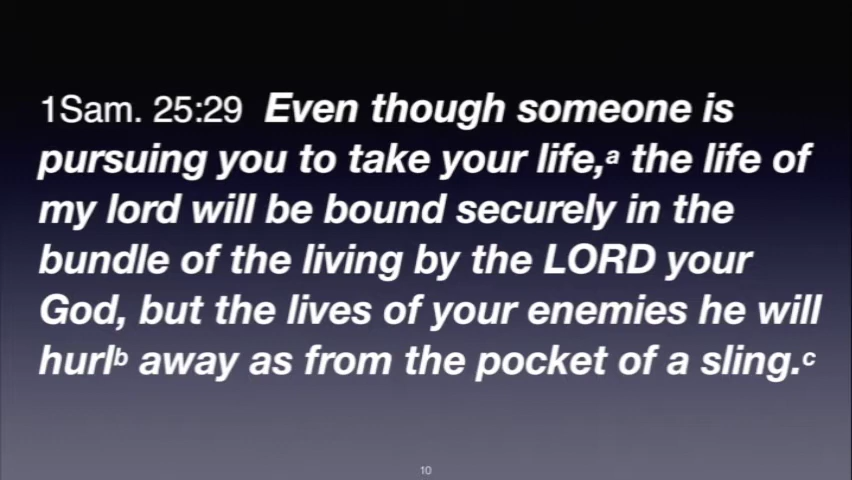 1Sam. 25:29 Even though someone is
pursuing you to take your life,ᵃ the life of
my lord will be bound securely in the
bundle of the living by the LORD your
God, but the lives of your enemies he will
hurlᵇ away as from the pocket of a sling.ᶜ
10